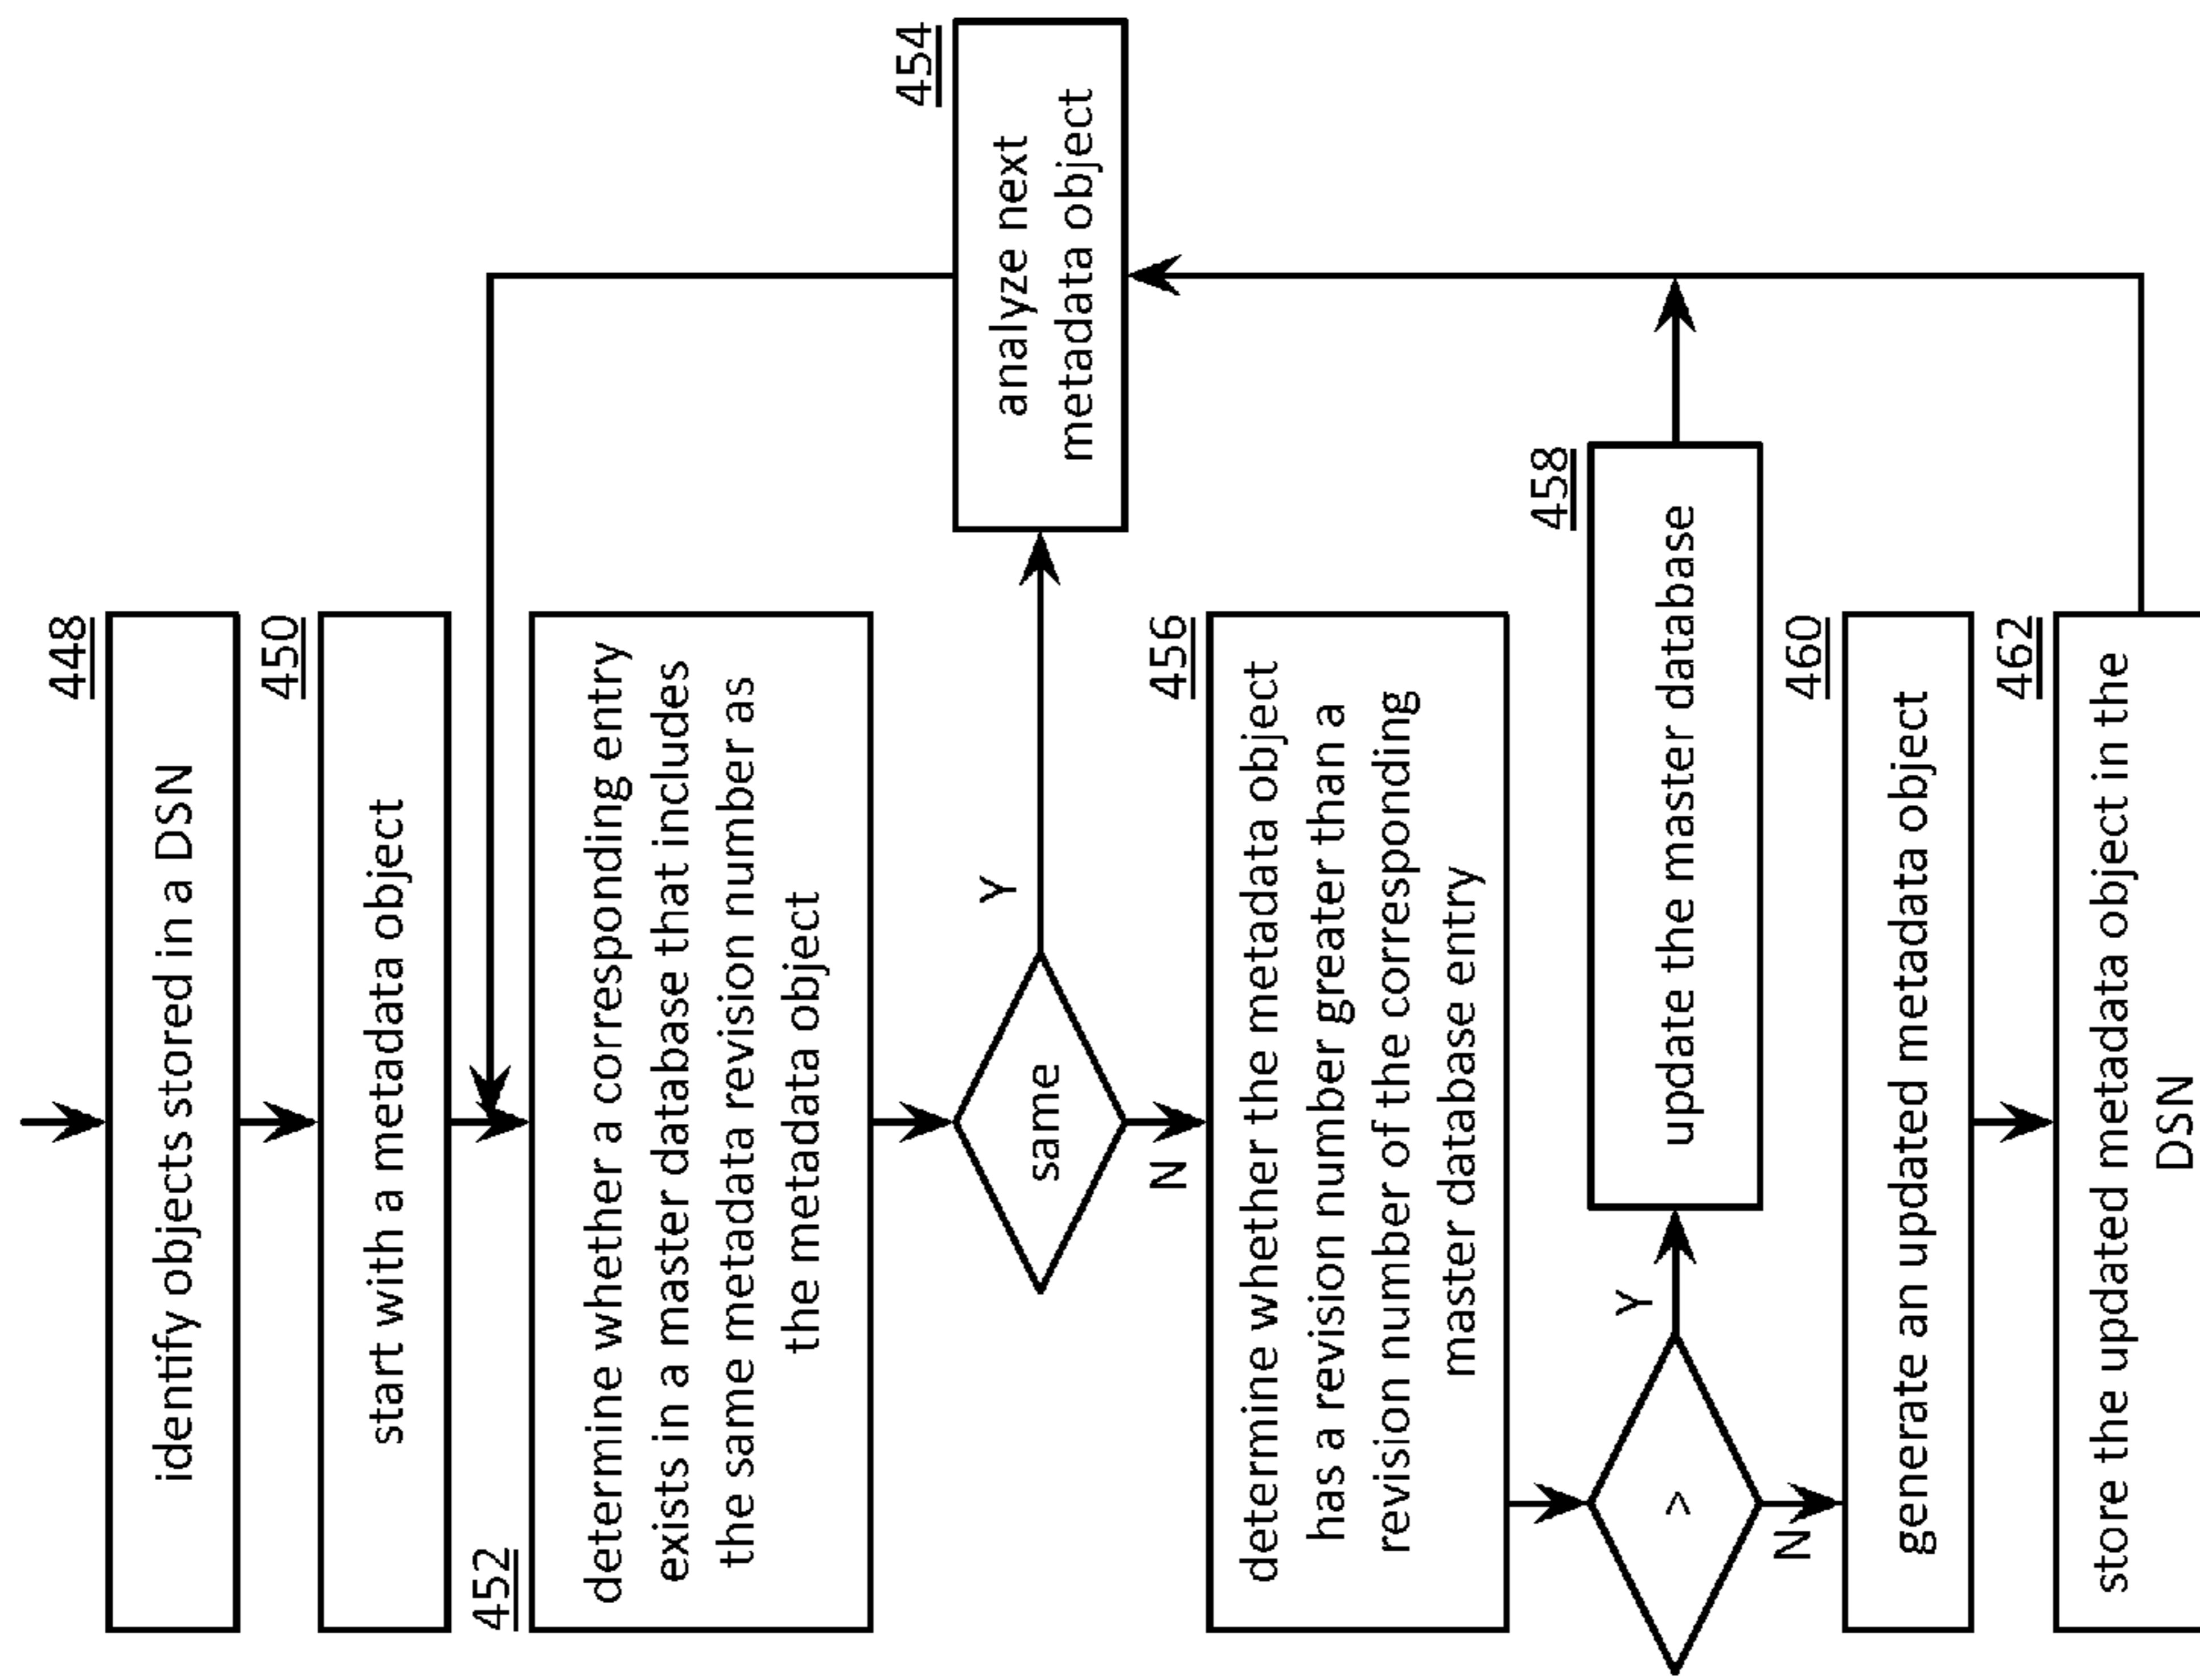 448
identify objects stored in a DSN
450
start with a metadata object
452
determine whether a corresponding entry
exists in a master database that includes
the same metadata revision number as
the metadata object
same
Y
N
454
analyze next
metadata object
456
determine whether the metadata object
has a revision number greater than a
revision number of the corresponding
master database entry
>
Y
N
458
update the master database
460
generate an updated metadata object
462
store the updated metadata object in the
DSN